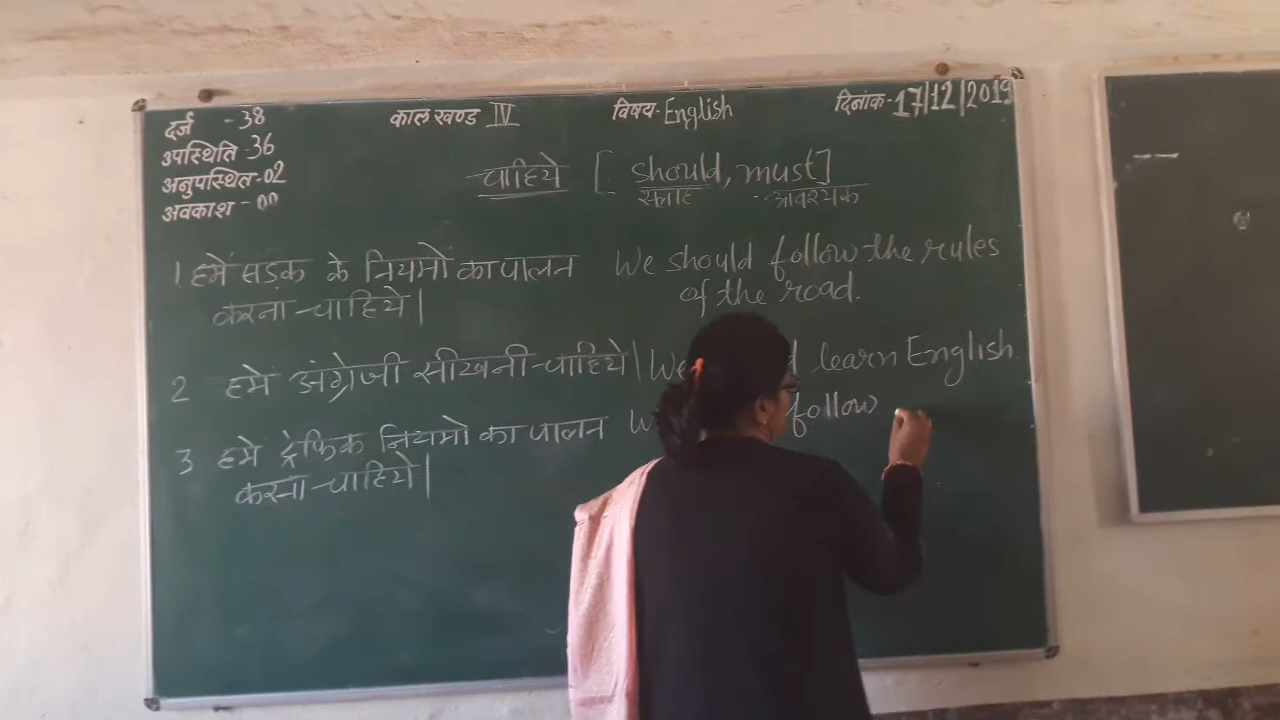 दर्ज - 38 काल खण्ड IV विषय- English दिनांक- 17/12/2019
उपस्थिति - 36
अनुपस्थित - 02
अवकाश - 00
चाहिये [ should, must ]
सलाह आवश्यक
1 हमें सड़क के नियमों का पालन We should follow the rules
करना चाहिये | of the road.
2 हमे अंग्रेजी सीखनी चाहिये | We learn English
3 हमे ट्रेफिक नियमो का पालन follow
करना चाहिये |